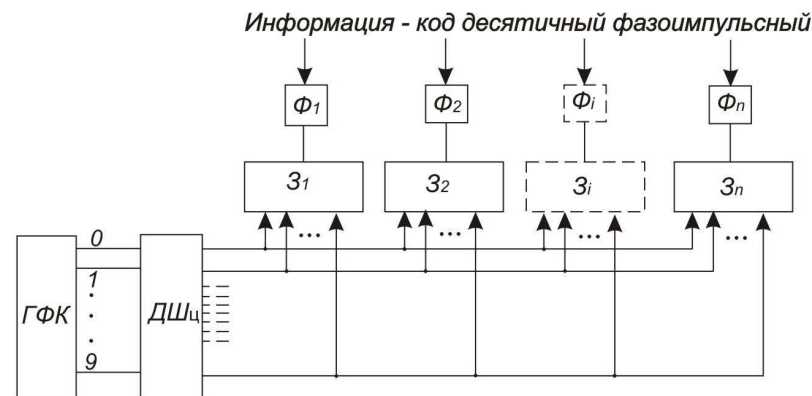 Информация - код десятичный фазоимпульсный
Ф1 Ф2 Фi Фn
З1 З2 Зi Зn
... ... ... ...
0
1
ГФК ДШц
9